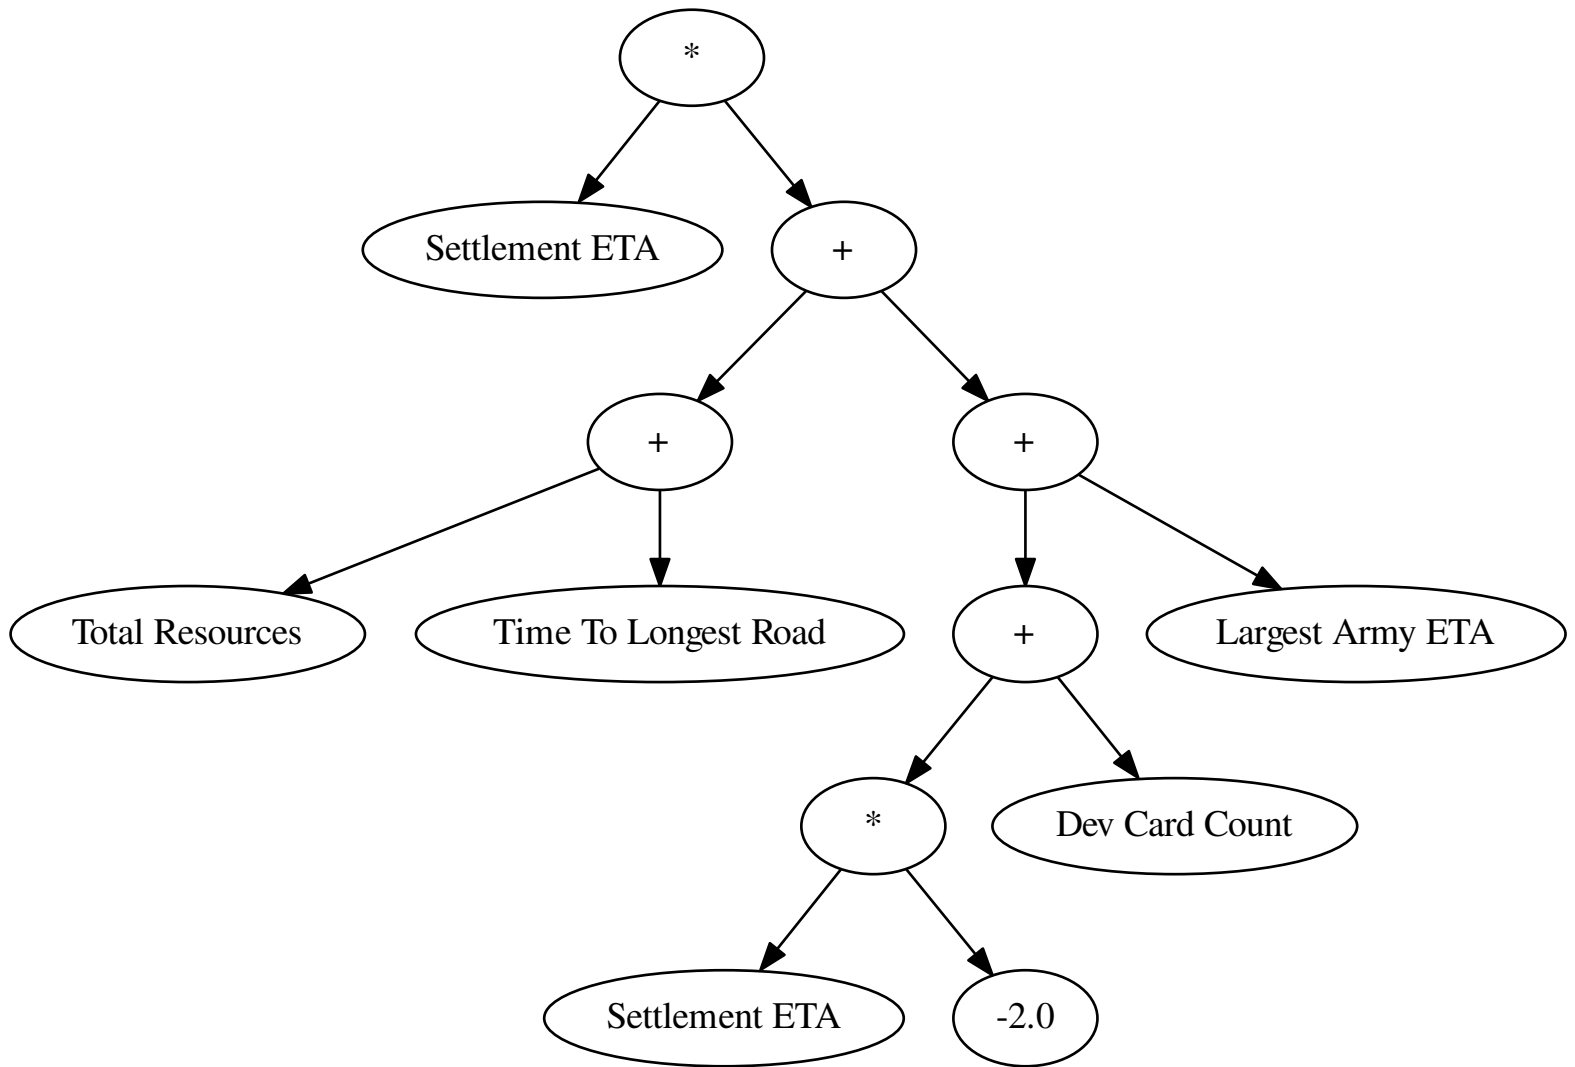 *
Settlement ETA
+
+
+
Total Resources
Time To Longest Road
+
Largest Army ETA
*
Dev Card Count
Settlement ETA
-2.0